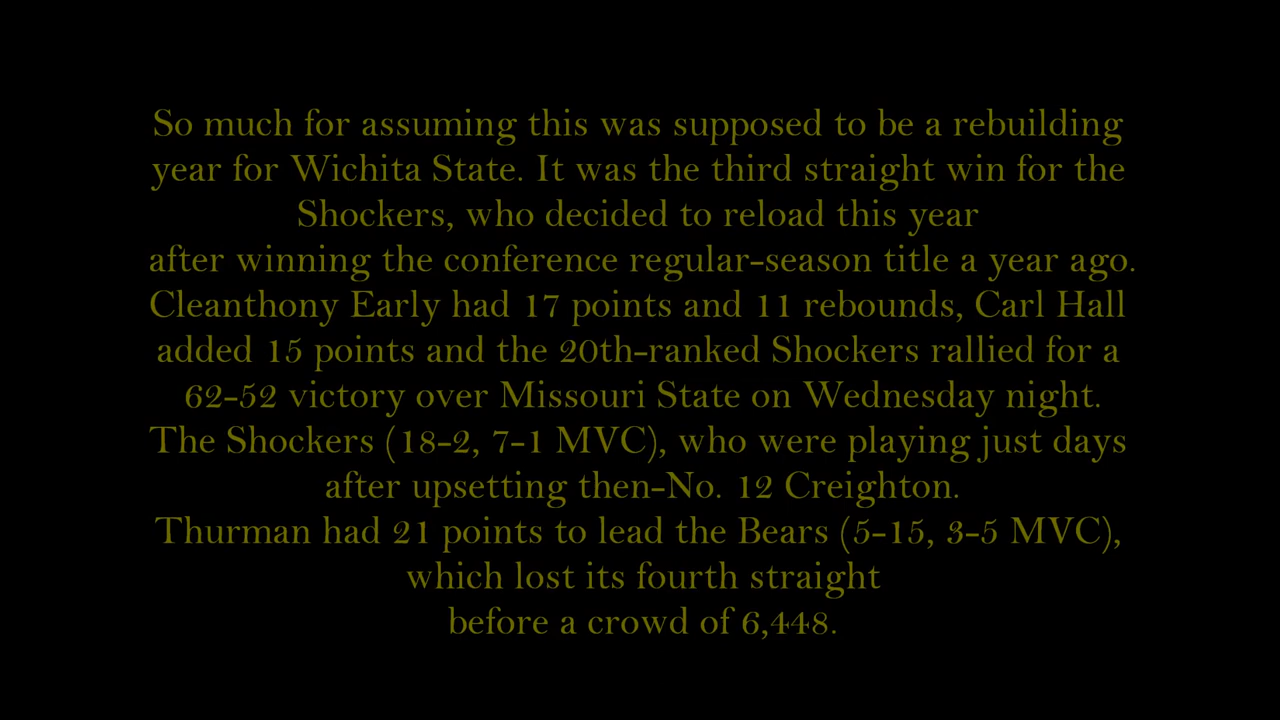 So much for assuming this was supposed to be a rebuilding
year for Wichita State. It was the third straight win for the
Shockers, who decided to reload this year
after winning the conference regular-season title a year ago.
Cleanthony Early had 17 points and 11 rebounds, Carl Hall
added 15 points and the 20th-ranked Shockers rallied for a
62-52 victory over Missouri State on Wednesday night.
The Shockers (18-2, 7-1 MVC), who were playing just days
after upsetting then-No. 12 Creighton.
Thurman had 21 points to lead the Bears (5-15, 3-5 MVC),
which lost its fourth straight
before a crowd of 6,448.